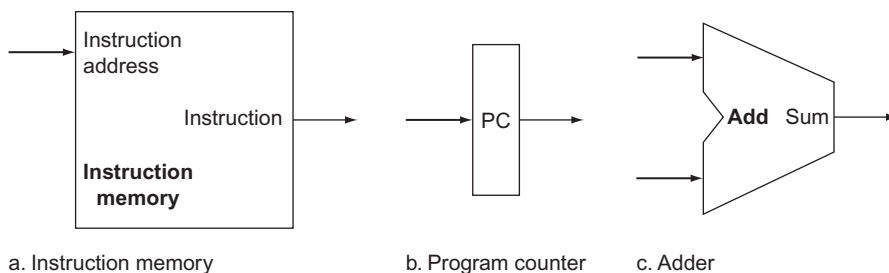 Instruction
address
Instruction
Instruction
memory
PC
Add Sum
a. Instruction memory
b. Program counter
c. Adder